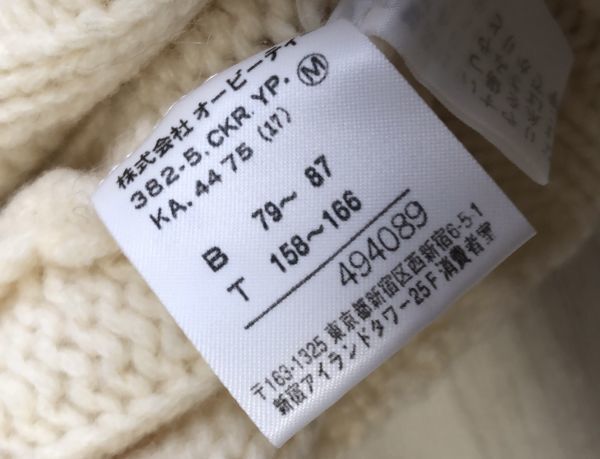 株式会社 オービーディ
382-5.CKR.YP. Ⓜ
KA.4475 (17)
B 79〜 87
T 158〜166
494089
〒163-1325 東京都新宿区西新宿6-5-1
新宿アイランドタワー25F 消費者室